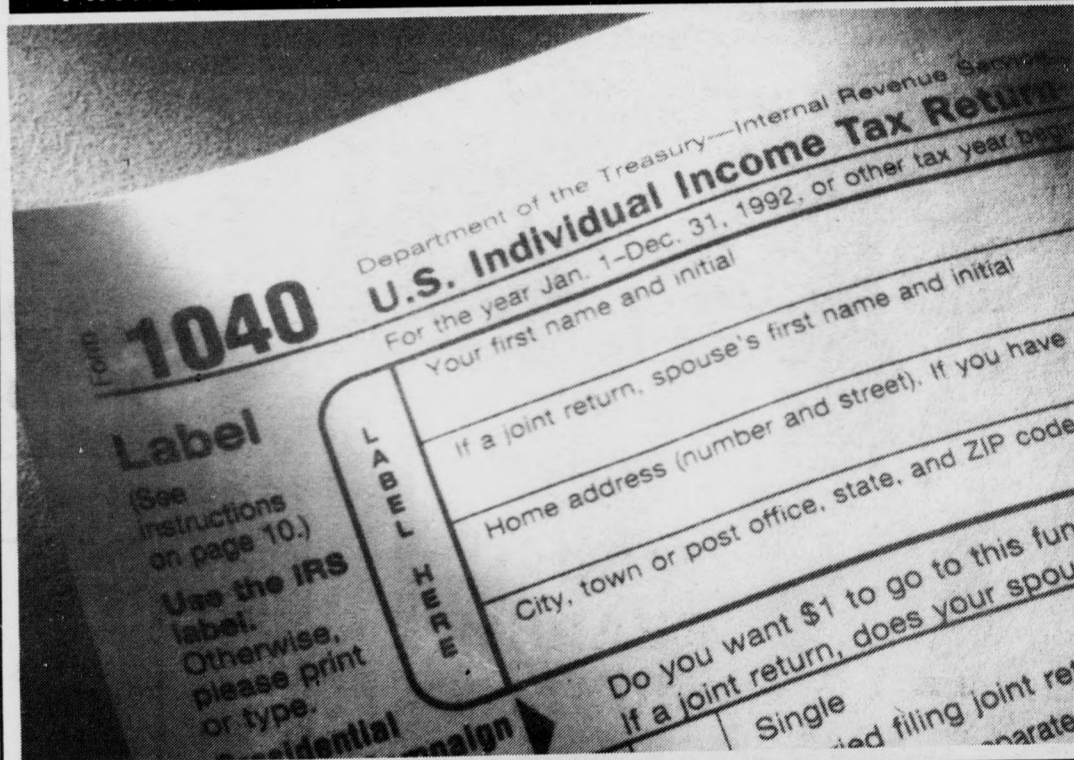 Department of the Treasury—Internal Revenue Service
Form 1040 U.S. Individual Income Tax Return
For the year Jan. 1–Dec. 31, 1992, or other tax year
Label
(See
instructions
on page 10.)
Use the IRS
label.
Otherwise,
please print
or type.
LABEL HERE
Your first name and initial
If a joint return, spouse's first name and initial
Home address (number and street). If you have
City, town or post office, state, and ZIP code
Do you want $1 to go to this
If a joint return, does your
Single
filing joint